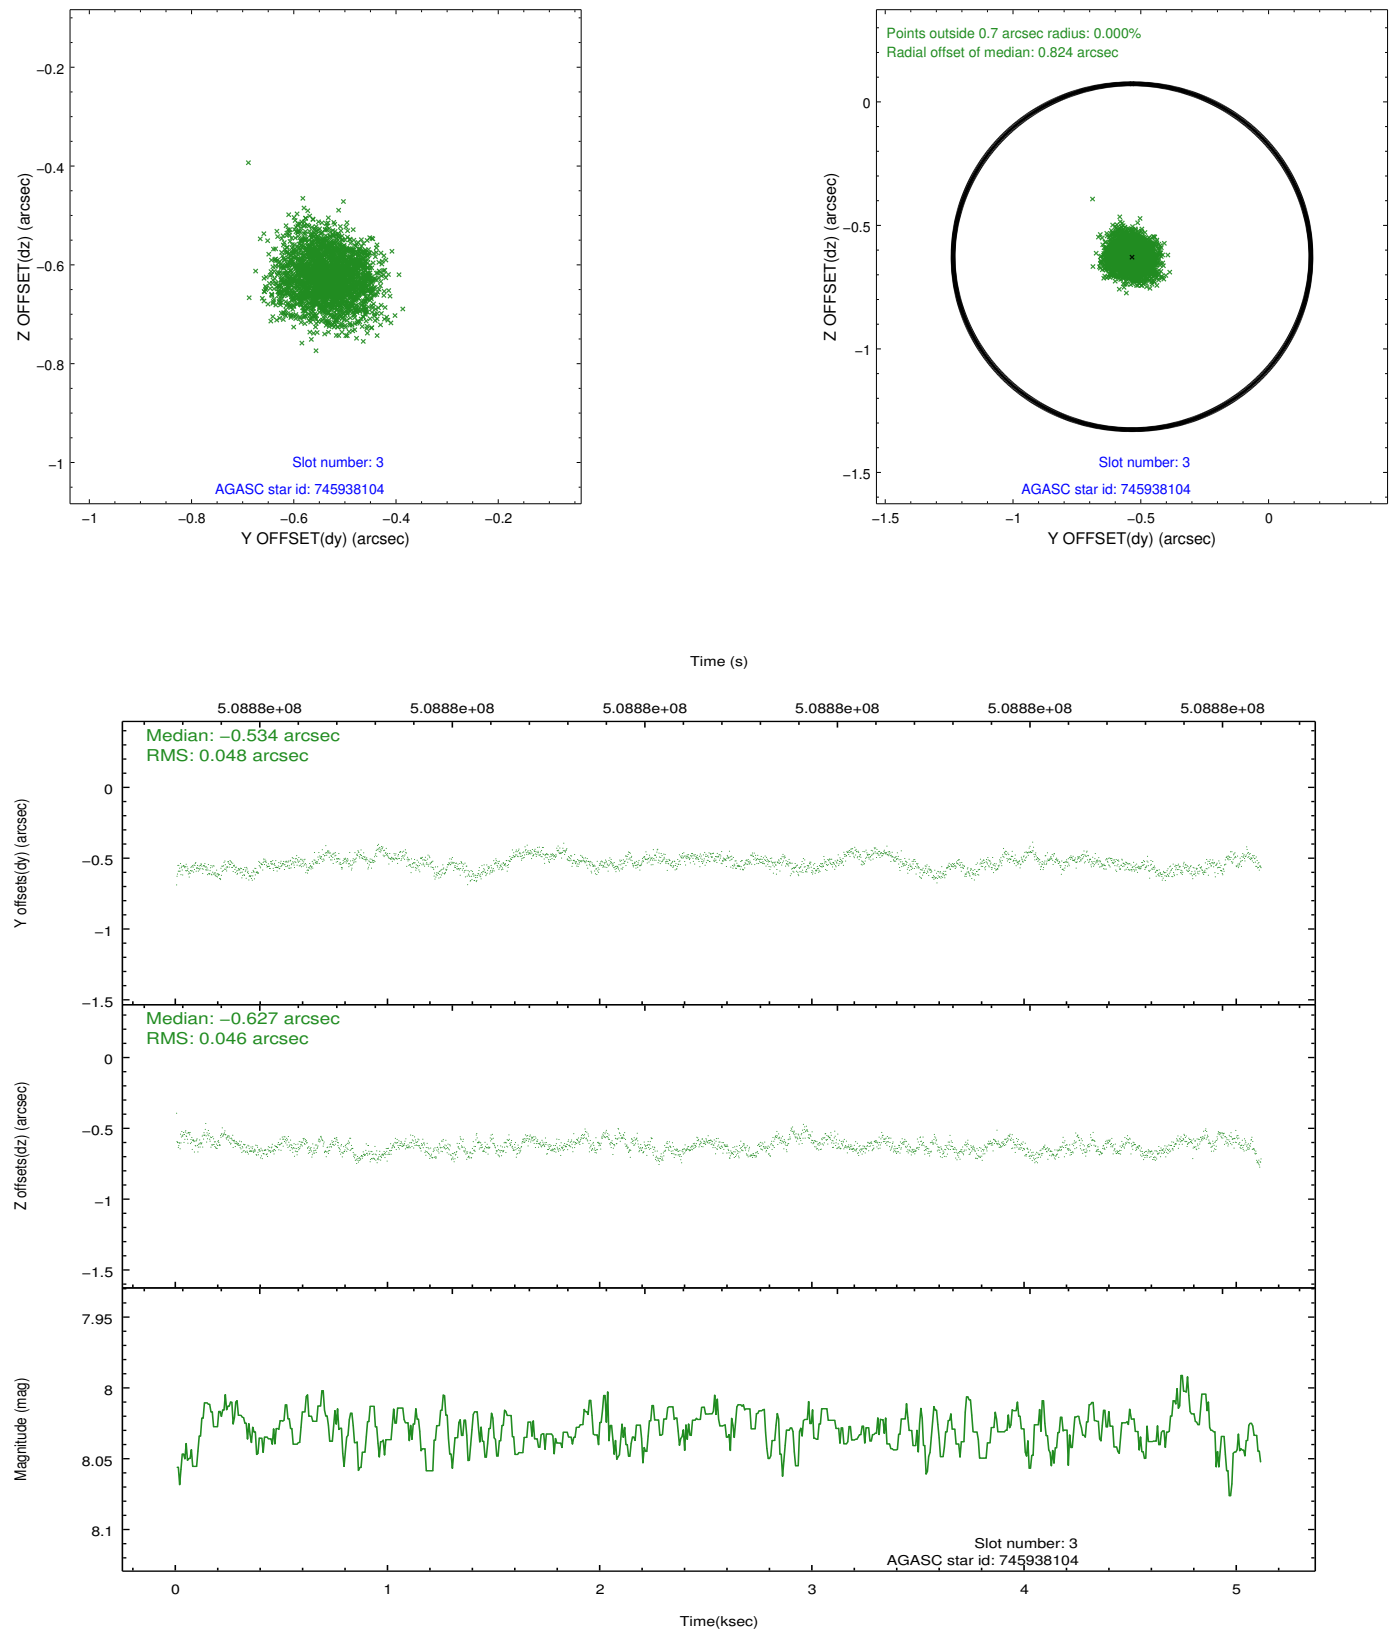 −0.2
−0.4
−0.6
−0.8
−1
Z OFFSET(dz) (arcsec)
Slot number: 3
AGASC star id: 745938104
−1 −0.8 −0.6 −0.4 −0.2
Y OFFSET(dy) (arcsec)
Points outside 0.7 arcsec radius: 0.000%
Radial offset of median: 0.824 arcsec
0
−0.5
−1
−1.5
Z OFFSET(dz) (arcsec)
Slot number: 3
AGASC star id: 745938104
−1.5 −1 −0.5 0
Y OFFSET(dy) (arcsec)
Time (s)
5.0888e+08 5.0888e+08 5.0888e+08 5.0888e+08 5.0888e+08 5.0888e+08
Median: −0.534 arcsec
RMS: 0.048 arcsec
0
−0.5
−1
−1.5
Y offsets(dy) (arcsec)
Median: −0.627 arcsec
RMS: 0.046 arcsec
0
−0.5
−1
−1.5
Z offsets(dz) (arcsec)
7.95
8
8.05
8.1
Magnitude (mag)
Slot number: 3
AGASC star id: 745938104
0 1 2 3 4 5
Time(ksec)